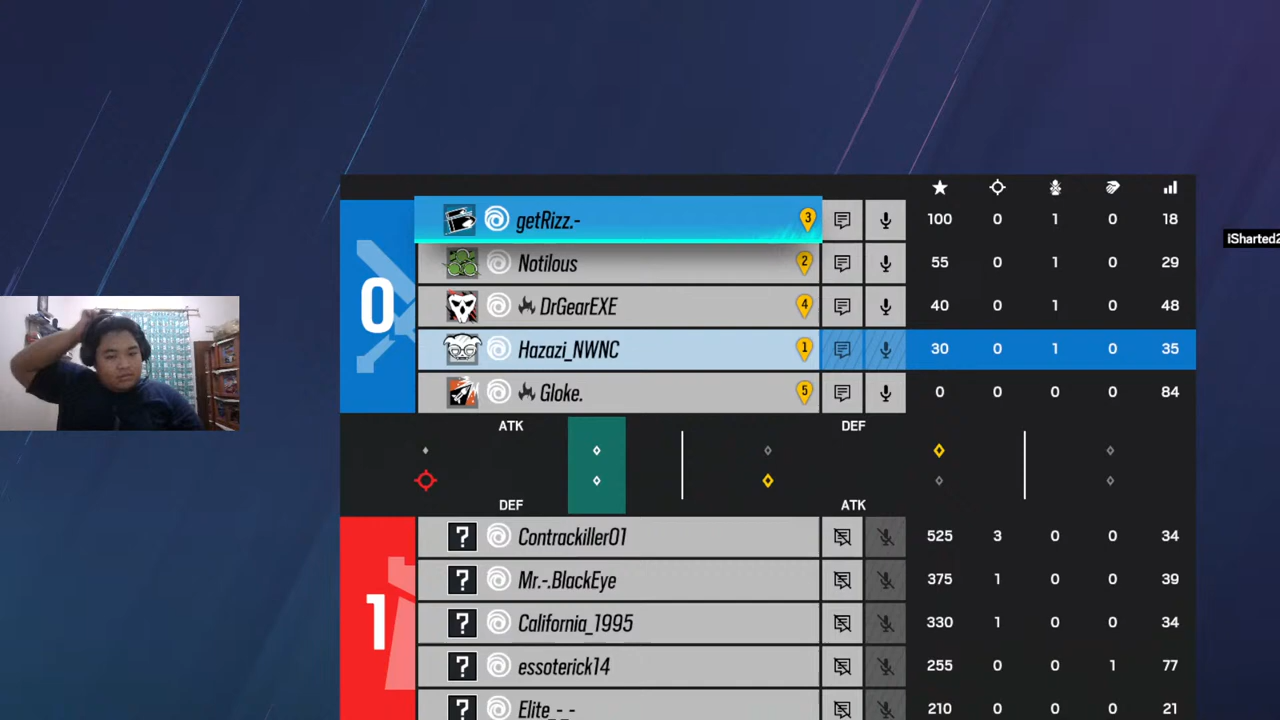 getRizz.- 3 100 0 1 0 18
iSharted2
Notilous 2 55 0 1 0 29
0
DrGearEXE 4 40 0 1 0 48
Hazazi_NWNC 1 30 0 1 0 35
Gloke. 5 0 0 0 0 84
ATK DEF
DEF ATK
? Contrackiller01 525 3 0 0 34
? Mr.-.BlackEye 375 1 0 0 39
1
? California_1995 330 1 0 0 34
? essoterick14 255 0 0 1 77
? Elite_-_- 210 0 0 0 21